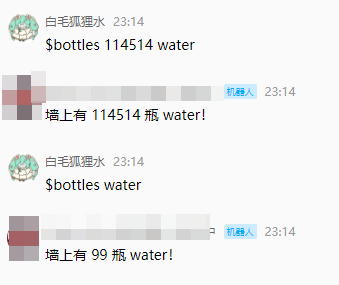 白毛狐狸水 23:14
$bottles 114514 water
机器人 23:14
墙上有 114514 瓶 water!
白毛狐狸水 23:14
$bottles water
机器人 23:14
墙上有 99 瓶 water!